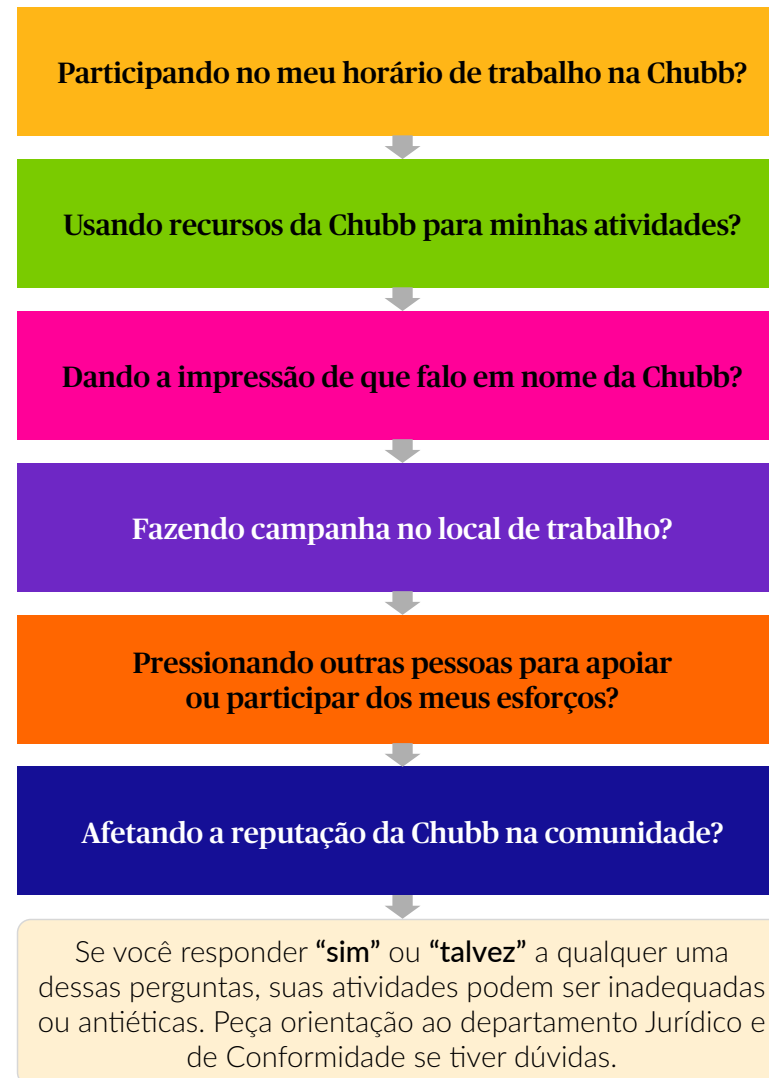 Participando no meu horário de trabalho na Chubb?
Usando recursos da Chubb para minhas atividades?
Dando a impressão de que falo em nome da Chubb?
Fazendo campanha no local de trabalho?
Pressionando outras pessoas para apoiar
ou participar dos meus esforços?
Afetando a reputação da Chubb na comunidade?
Se você responder “sim” ou “talvez” a qualquer uma
dessas perguntas, suas atividades podem ser inadequadas
ou antiéticas. Peça orientação ao departamento Jurídico e
de Conformidade se tiver dúvidas.